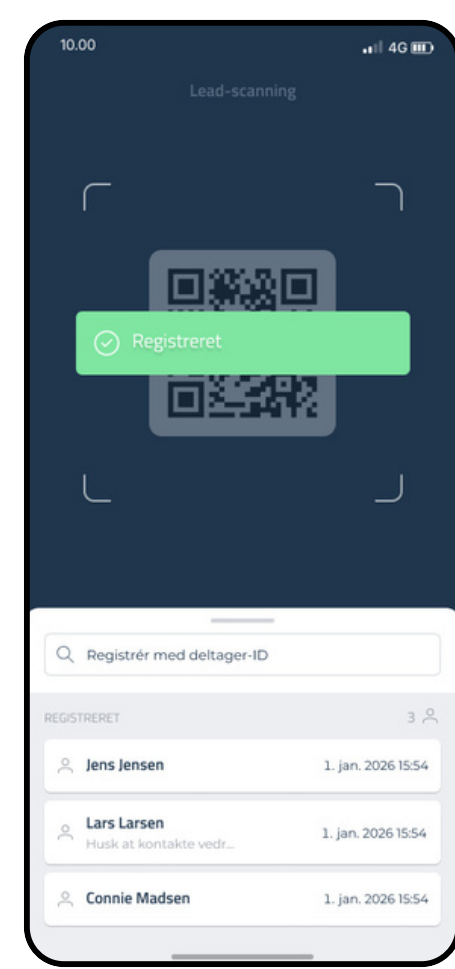 10.00
4G
Lead-scanning
Registreret
Registrér med deltager-ID
REGISTRERET
3
Jens Jensen
1. jan. 2026 15:54
Lars Larsen
Husk at kontakte vedr...
1. jan. 2026 15:54
Connie Madsen
1. jan. 2026 15:54